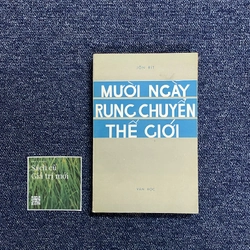 MƯỜI NGÀY
RUNG CHUYỂN
THẾ GIỚI
Sách cũ
Giá trị mới